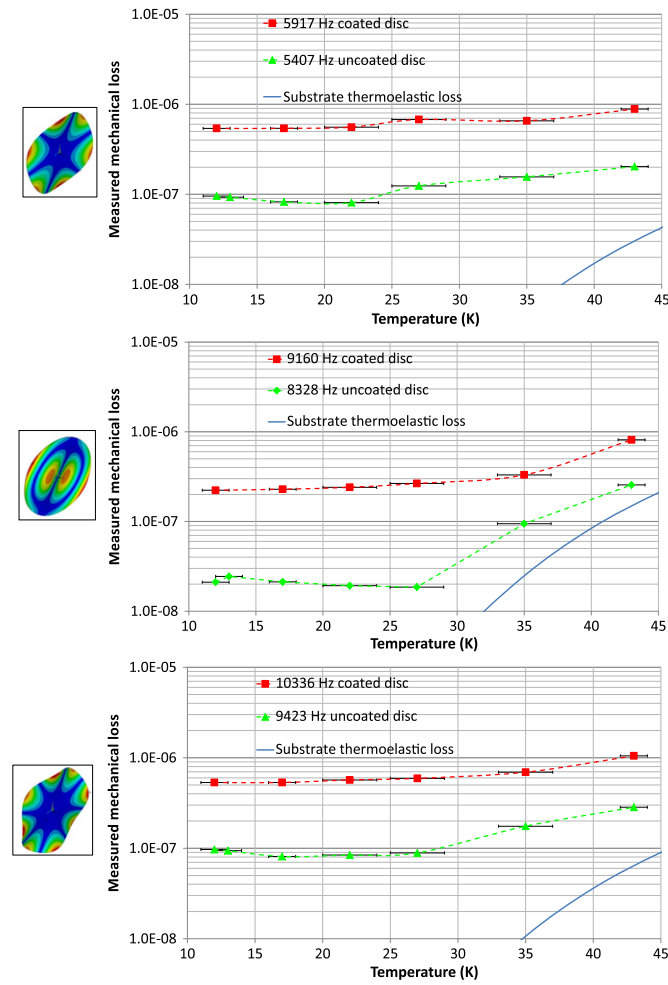 1.0E-05
5917 Hz coated disc
5407 Hz uncoated disc
Substrate thermoelastic loss
1.0E-06
1.0E-07
1.0E-08
Measured mechanical loss
10 15 20 25 30 35 40 45
Temperature (K)
1.0E-05
9160 Hz coated disc
8328 Hz uncoated disc
Substrate thermoelastic loss
1.0E-06
1.0E-07
1.0E-08
Measured mechanical loss
10 15 20 25 30 35 40 45
Temperature (K)
1.0E-05
10336 Hz coated disc
9423 Hz uncoated disc
Substrate thermoelastic loss
1.0E-06
1.0E-07
1.0E-08
Measured mechanical loss
10 15 20 25 30 35 40 45
Temperature (K)